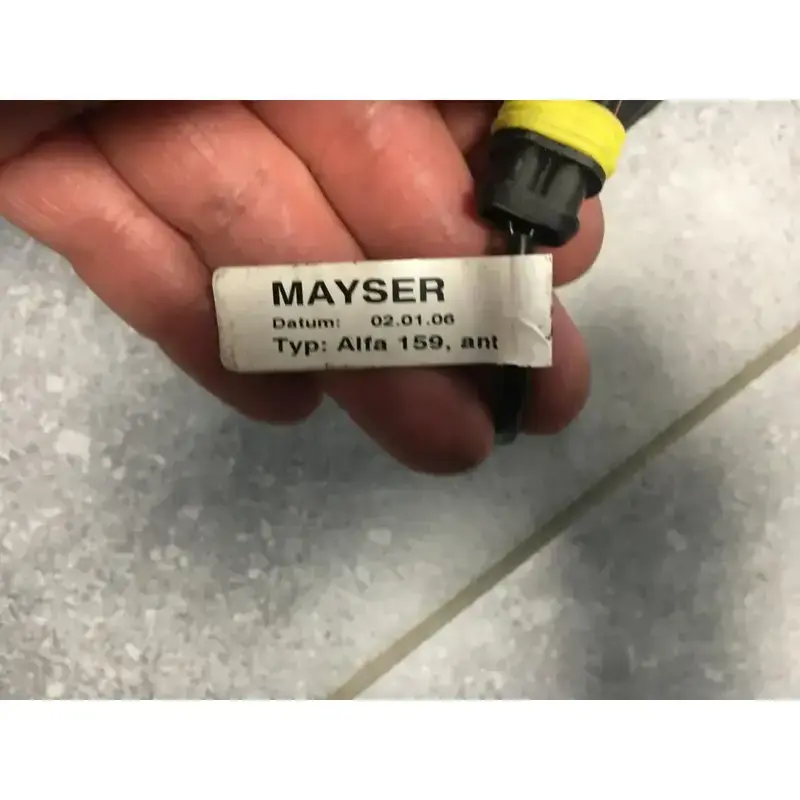 MAYSER
Datum: 02.01.06
Typ: Alfa 159, ant